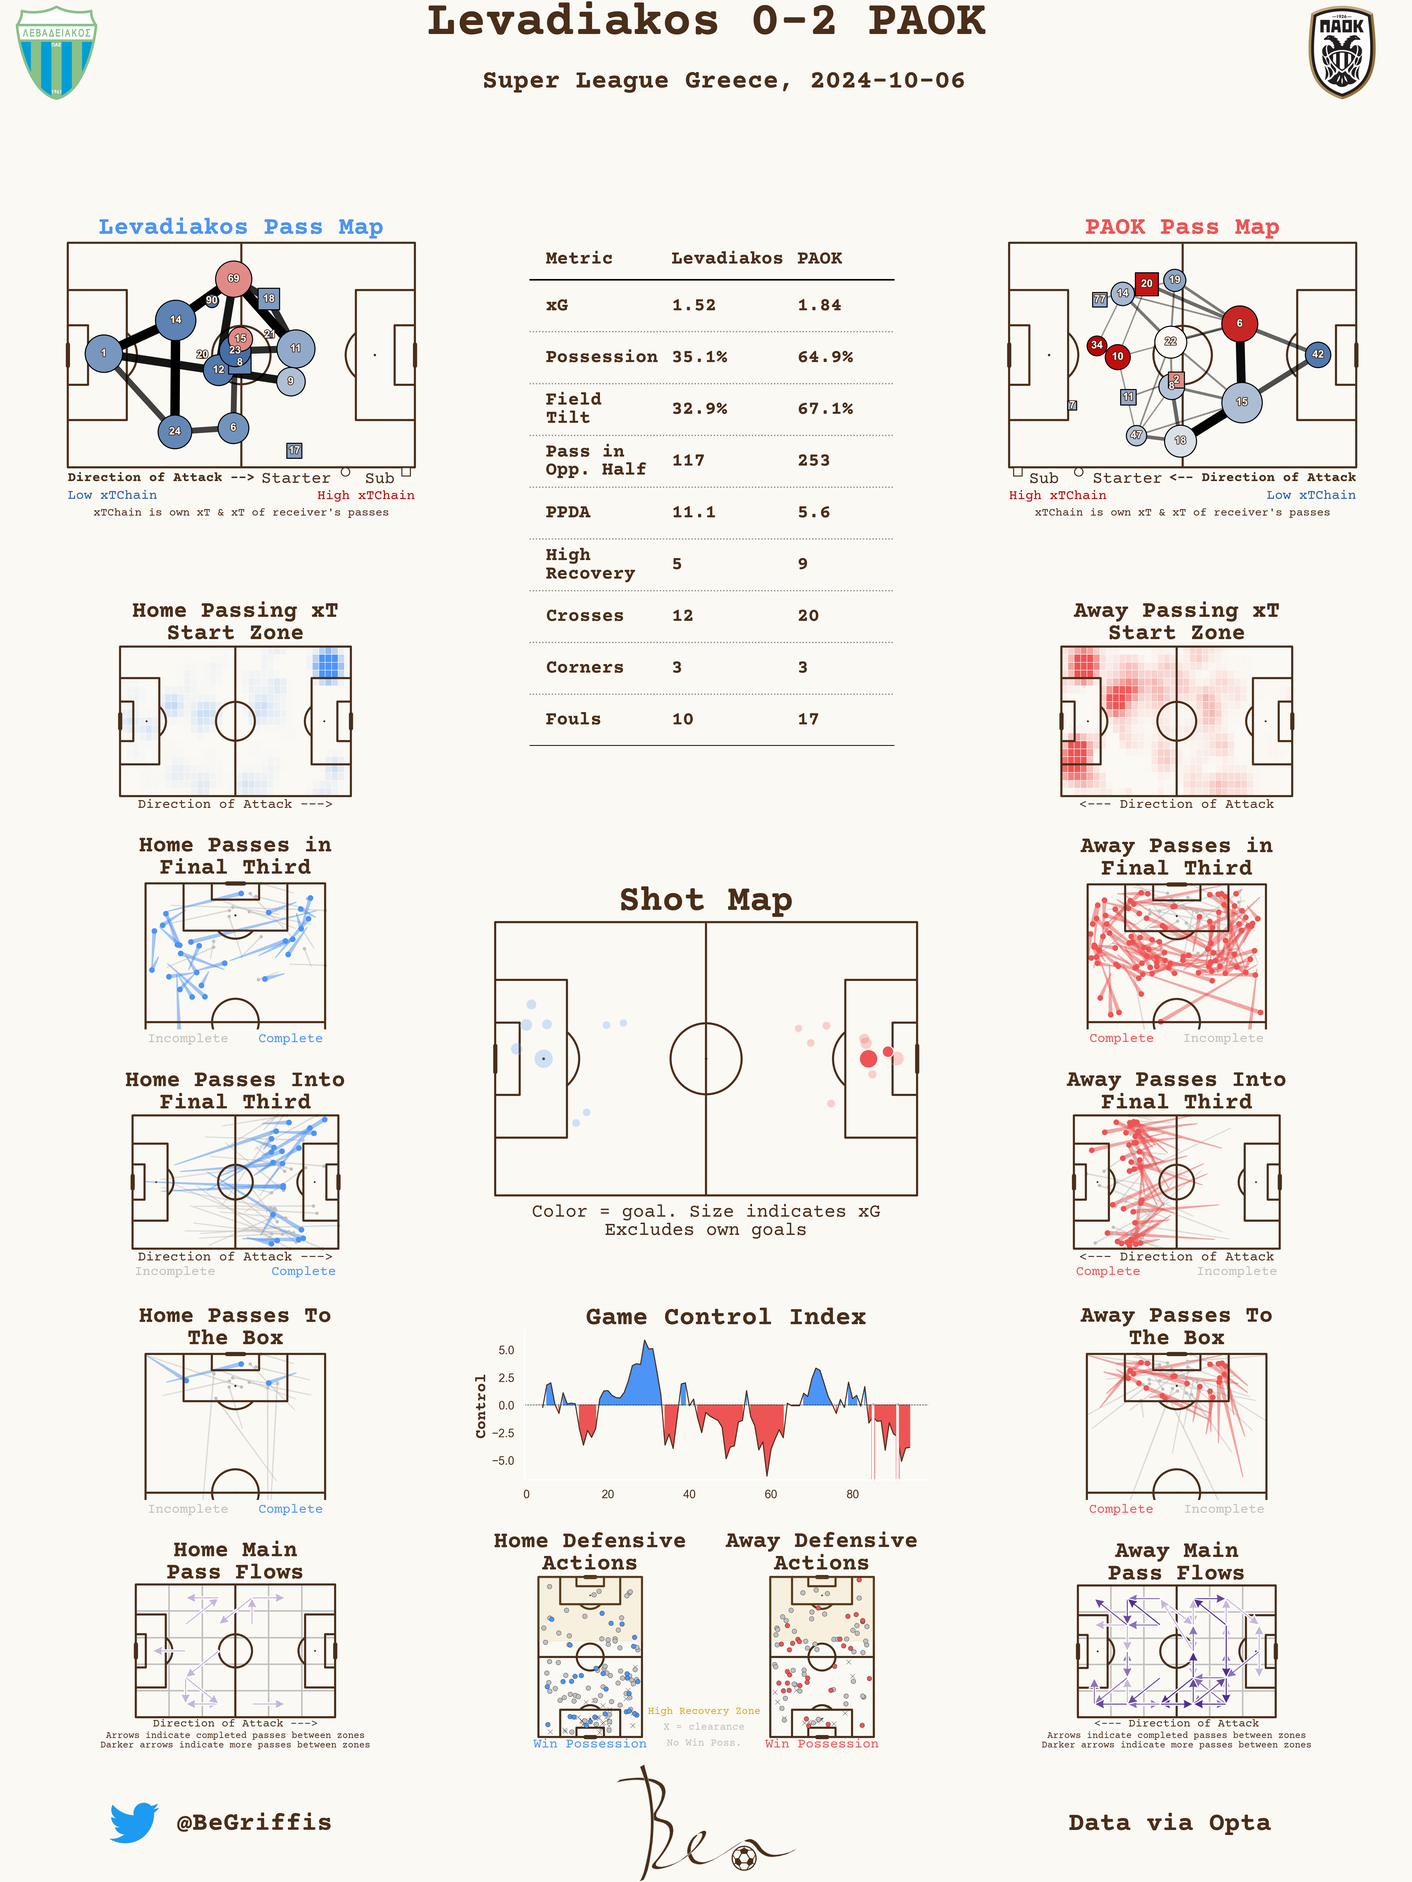 Levadiakos 0-2 PAOK
Super League Greece, 2024-10-06
ΛΕΒΑΔΕΙΑΚΟΣ
ΠΑΣ
1961
1926
ΠΑΟΚ
Levadiakos Pass Map
1
14
24
90
69
18
15
21
20
23
8
12
11
9
6
17
Direction of Attack --> Starter Sub
Low xTChain High xTChain
xTChain is own xT & xT of receiver's passes
Metric Levadiakos PAOK
xG 1.52 1.84
Possession 35.1% 64.9%
Field
Tilt 32.9% 67.1%
Pass in
Opp. Half 117 253
PPDA 11.1 5.6
High
Recovery 5 9
Crosses 12 20
Corners 3 3
Fouls 10 17
PAOK Pass Map
77
14
20
19
34
10
22
6
42
2
8
11
7
15
47
18
Sub Starter <-- Direction of Attack
High xTChain Low xTChain
xTChain is own xT & xT of receiver's passes
Home Passing xT
Start Zone
Direction of Attack --->
Away Passing xT
Start Zone
<--- Direction of Attack
Home Passes in
Final Third
Incomplete Complete
Away Passes in
Final Third
Complete Incomplete
Shot Map
Color = goal. Size indicates xG
Excludes own goals
Home Passes Into
Final Third
Direction of Attack --->
Incomplete Complete
Away Passes Into
Final Third
<--- Direction of Attack
Complete Incomplete
Home Passes To
The Box
Incomplete Complete
Game Control Index
Control
5.0
2.5
0.0
−2.5
−5.0
0 20 40 60 80
Away Passes To
The Box
Complete Incomplete
Home Main
Pass Flows
Direction of Attack --->
Arrows indicate completed passes between zones
Darker arrows indicate more passes between zones
Home Defensive
Actions
Win Possession
High Recovery Zone
X = clearance
No Win Poss.
Away Defensive
Actions
Win Possession
Away Main
Pass Flows
<--- Direction of Attack
Arrows indicate completed passes between zones
Darker arrows indicate more passes between zones
@BeGriffis
Ben
Data via Opta